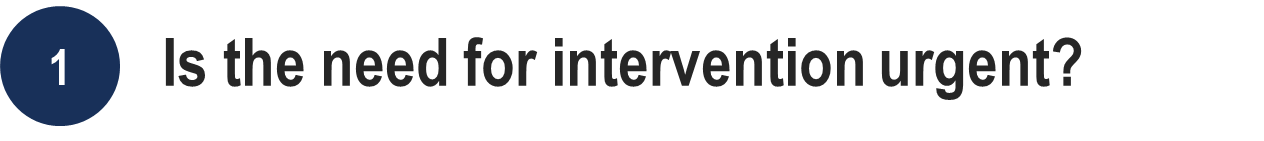 1 Is the need for intervention urgent?